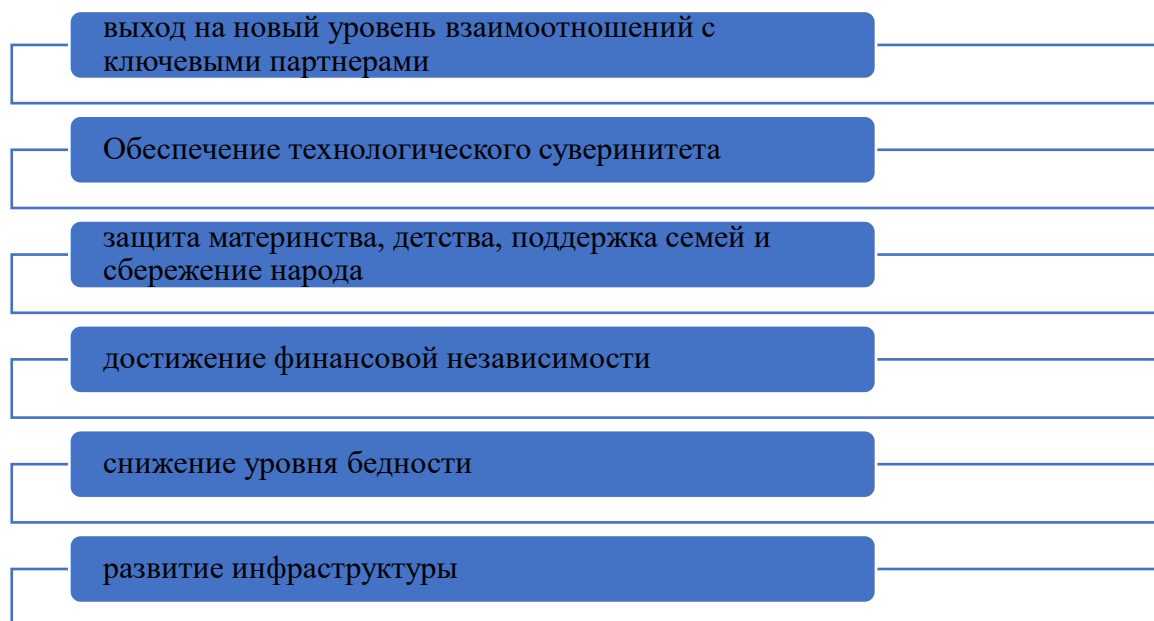 выход на новый уровень взаимоотношений с
ключевыми партнерами
Обеспечение технологического суверинитета
защита материнства, детства, поддержка семей и
сбережение народа
достижение финансовой независимости
снижение уровня бедности
развитие инфраструктуры